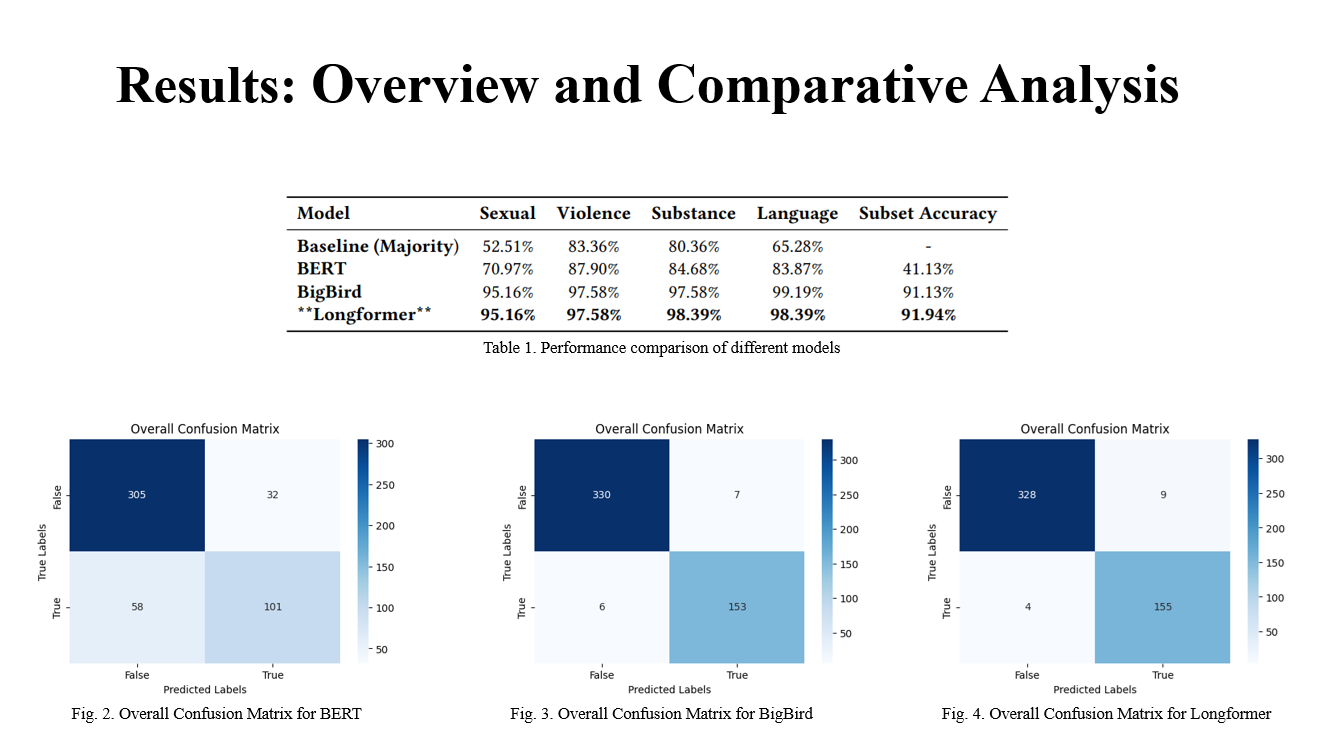 Results: Overview and Comparative Analysis
Model Sexual Violence Substance Language Subset Accuracy
Baseline (Majority) 52.51% 83.36% 80.36% 65.28% -
BERT 70.97% 87.90% 84.68% 83.87% 41.13%
BigBird 95.16% 97.58% 97.58% 99.19% 91.13%
**Longformer** 95.16% 97.58% 98.39% 98.39% 91.94%
Table 1. Performance comparison of different models
Overall Confusion Matrix
True Labels
False
True
305 32
58 101
False True
Predicted Labels
300
250
200
150
100
50
Fig. 2. Overall Confusion Matrix for BERT
Overall Confusion Matrix
True Labels
False
True
330 7
6 153
False True
Predicted Labels
300
250
200
150
100
50
Fig. 3. Overall Confusion Matrix for BigBird
Overall Confusion Matrix
True Labels
False
True
328 9
4 155
False True
Predicted Labels
300
250
200
150
100
50
Fig. 4. Overall Confusion Matrix for Longformer